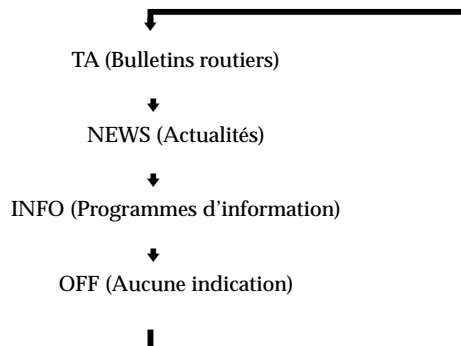 TA (Bulletins routiers)
NEWS (Actualités)
INFO (Programmes d'information)
OFF (Aucune indication)